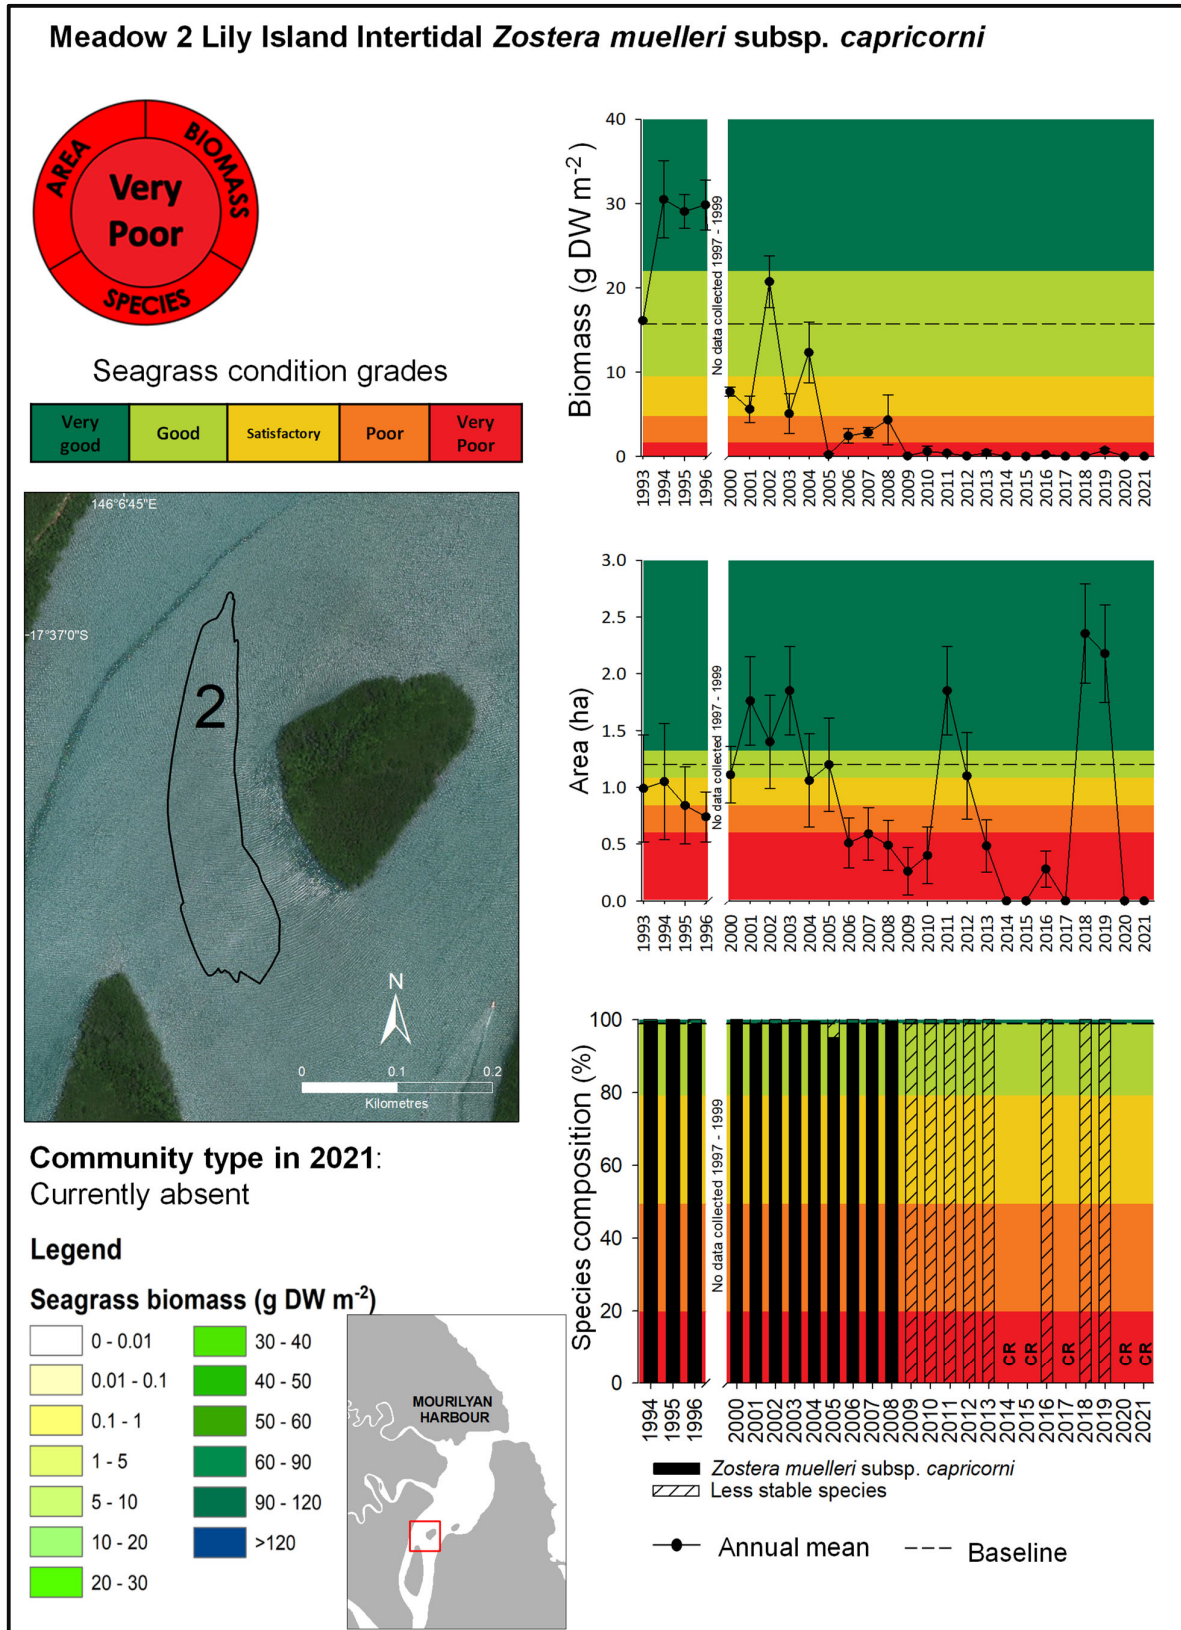 Meadow 2 Lily Island Intertidal Zostera muelleri subsp. capricorni
AREA
BIOMASS
SPECIES
Very
Poor
Seagrass condition grades
Very
good
Good
Satisfactory
Poor
Very
Poor
146°6'45"E
-17°37'0"S
2
N
0 0.1 0.2
Kilometres
Community type in 2021:
Currently absent
Legend
Seagrass biomass (g DW m-2)
0 - 0.01
0.01 - 0.1
0.1 - 1
1 - 5
5 - 10
10 - 20
20 - 30
30 - 40
40 - 50
50 - 60
60 - 90
90 - 120
>120
MOURILYAN
HARBOUR
Biomass (g DW m-2)
40
30
20
10
0
No data collected 1997 - 1999
1993 1994 1995 1996 2000 2001 2002 2003 2004 2005 2006 2007 2008 2009 2010 2011 2012 2013 2014 2015 2016 2017 2018 2019 2020 2021
Area (ha)
3.0
2.5
2.0
1.5
1.0
0.5
0.0
No data collected 1997 - 1999
1993 1994 1995 1996 2000 2001 2002 2003 2004 2005 2006 2007 2008 2009 2010 2011 2012 2013 2014 2015 2016 2017 2018 2019 2020 2021
Species composition (%)
100
80
60
40
20
0
No data collected 1997 - 1999
CR CR CR CR CR
1994 1995 1996 2000 2001 2002 2003 2004 2005 2006 2007 2008 2009 2010 2011 2012 2013 2014 2015 2016 2017 2018 2019 2020 2021
Zostera muelleri subsp. capricorni
Less stable species
Annual mean
Baseline